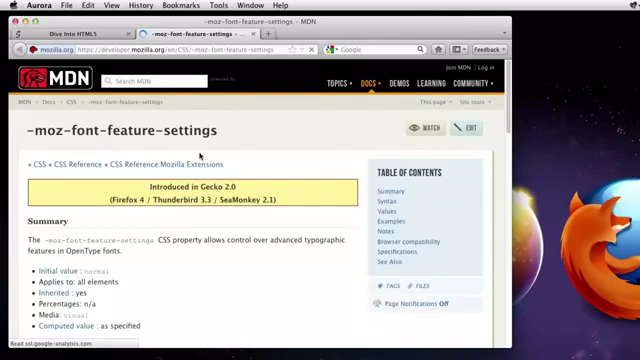 Aurora File Edit View History Bookmarks Tools Window Help
-moz-font-feature-settings - MDN
Dive Into HTML5
-moz-font-feature-settings - ...
mozilla.org https://developer.mozilla.org/en/CSS/-moz-font-feature-settings
Google
Feedback
Join MDN Log in
MDN
Search MDN
powered by
TOPICS DOCS DEMOS LEARNING COMMUNITY
MDN Docs CSS -moz-font-feature-settings
This page Site tools
-moz-font-feature-settings
WATCH
EDIT
« CSS « CSS Reference « CSS Reference:Mozilla Extensions
Introduced in Gecko 2.0
(Firefox 4 / Thunderbird 3.3 / SeaMonkey 2.1)
Summary
The -moz-font-feature-settings CSS property allows control over advanced typographic
features in OpenType fonts.
• Initial value : normal
• Applies to: all elements
• Inherited : yes
• Percentages: n/a
• Media: visual
• Computed value : as specified
TABLE OF CONTENTS
Summary
Syntax
Values
Examples
Notes
Browser compatibility
Specifications
See Also
TAGS FILES
Page Notifications Off
Read ssl.google-analytics.com